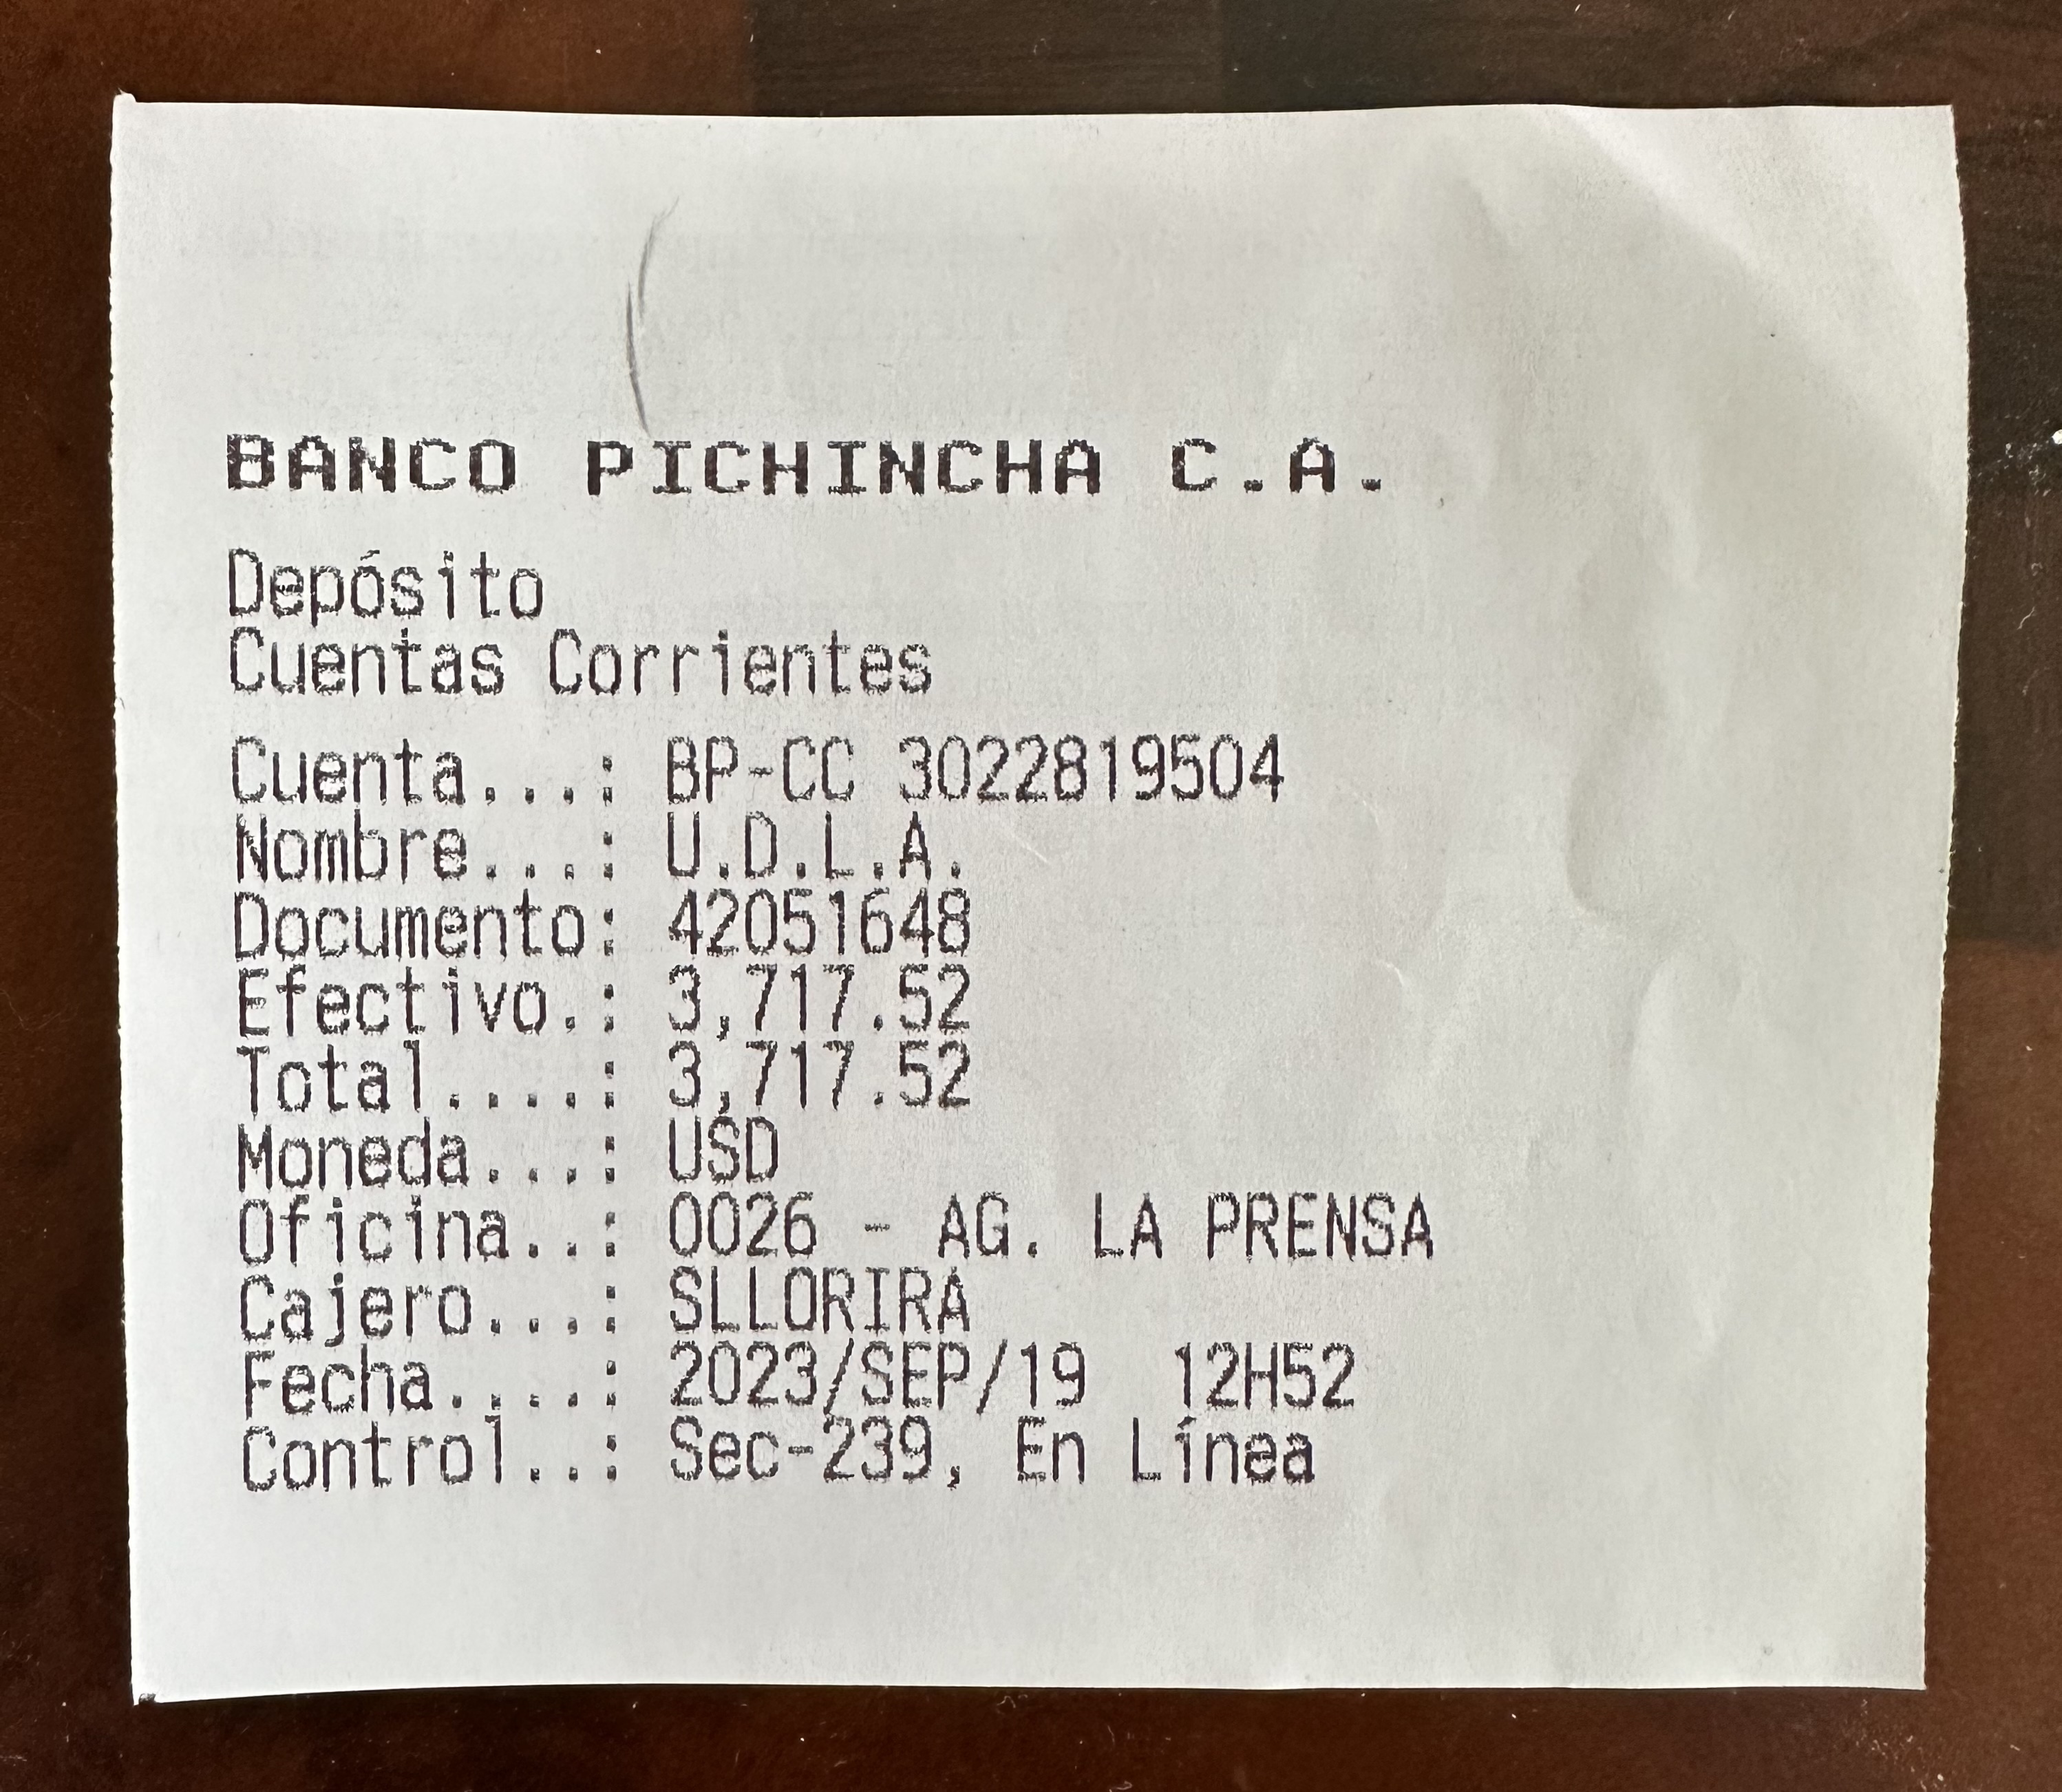 BANCO PICHINCHA C.A.
Depósito
Cuentas Corrientes
Cuenta...: BP-CC 3022819504
Nombre...: U.D.L.A.
Documento: 42051648
Efectivo.: 3,717.52
Total....: 3,717.52
Moneda...: USD
Oficina..: 0026 - AG. LA PRENSA
Cajero...: SLLORIRA
Fecha....: 2023/SEP/19 12H52
Control..: Sec-239, En Línea